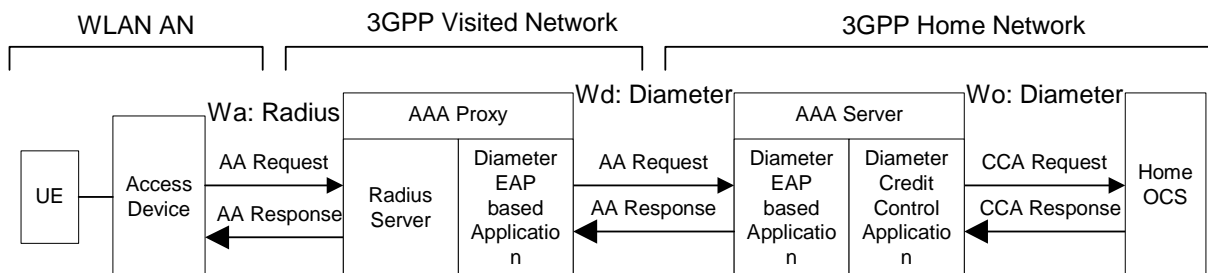 WLAN AN
3GPP Visited Network
3GPP Home Network
Wa: Radius
Wd: Diameter
Wo: Diameter
AAA Proxy
AAA Server
UE
Access
Device
AA Request
AA Response
Radius
Server
Diameter
EAP
based
Applicatio
n
AA Request
AA Response
Diameter
EAP
based
Applicatio
n
Diameter
Credit
Control
Applicatio
n
CCA Request
CCA Response
Home
OCS